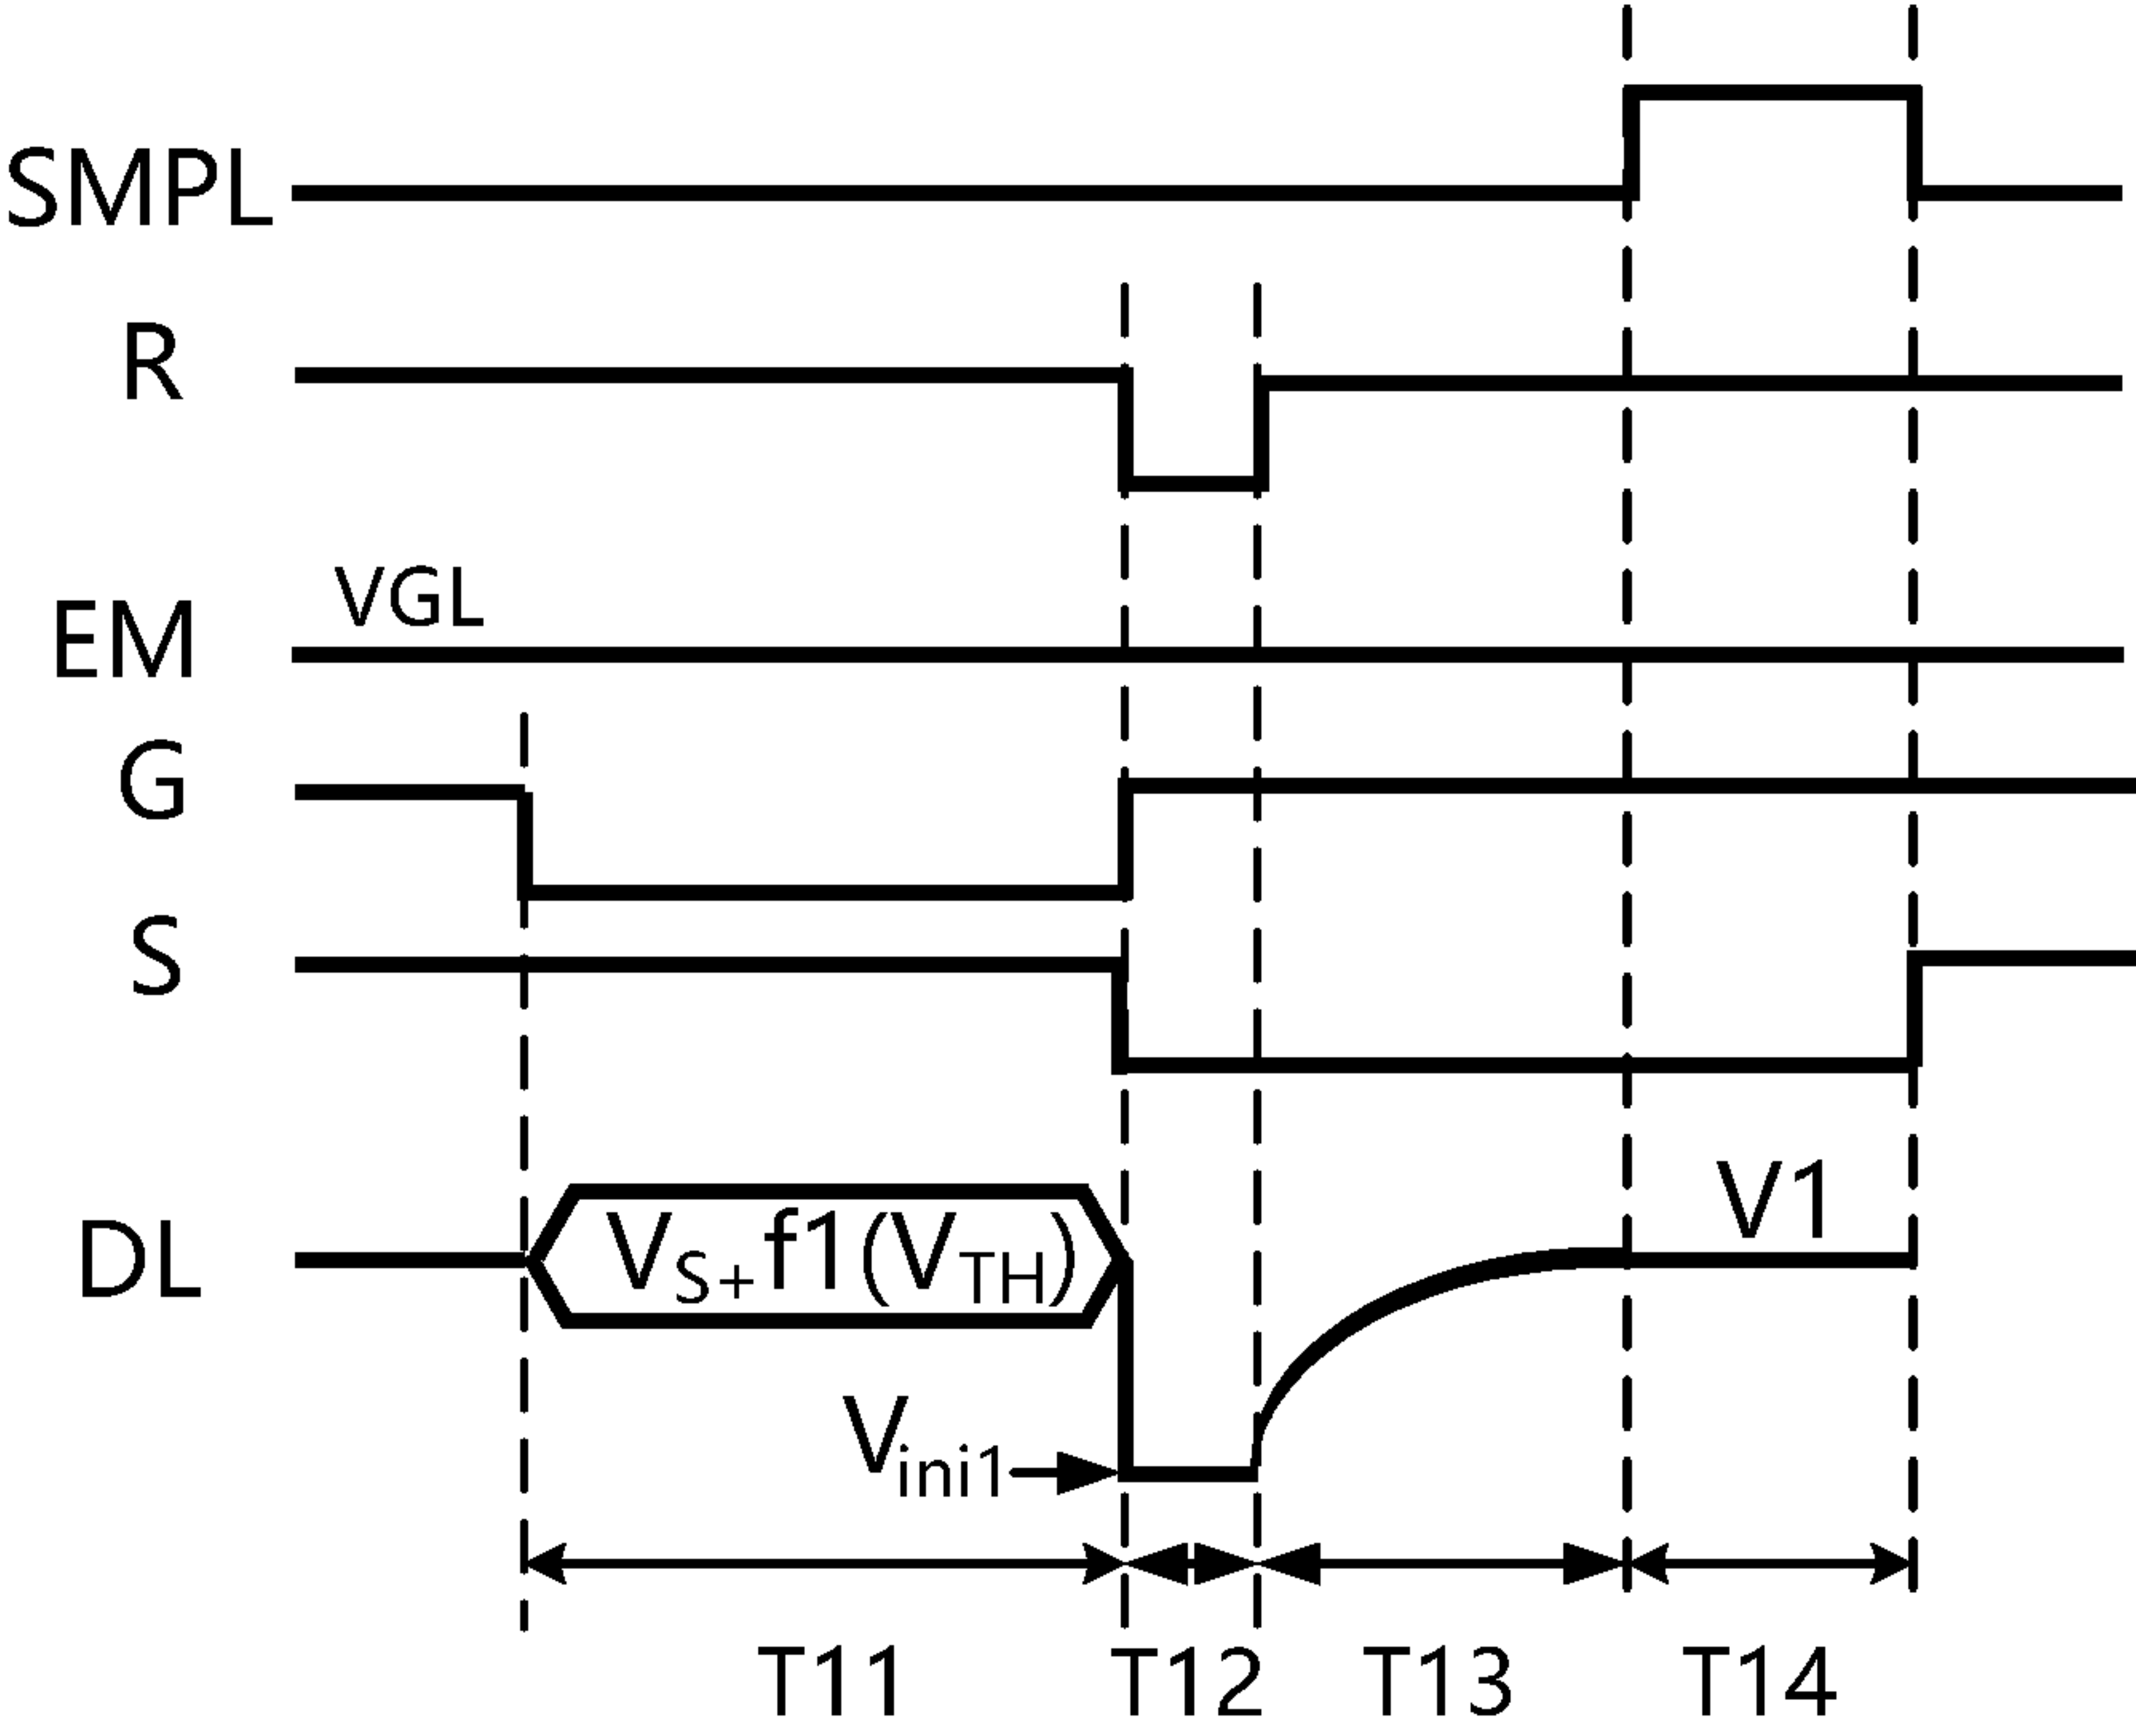 SMPL
R
VGL
EM
G
S
V1
DL
VS+f1(VTH)
Vini1
T11 T12 T13 T14